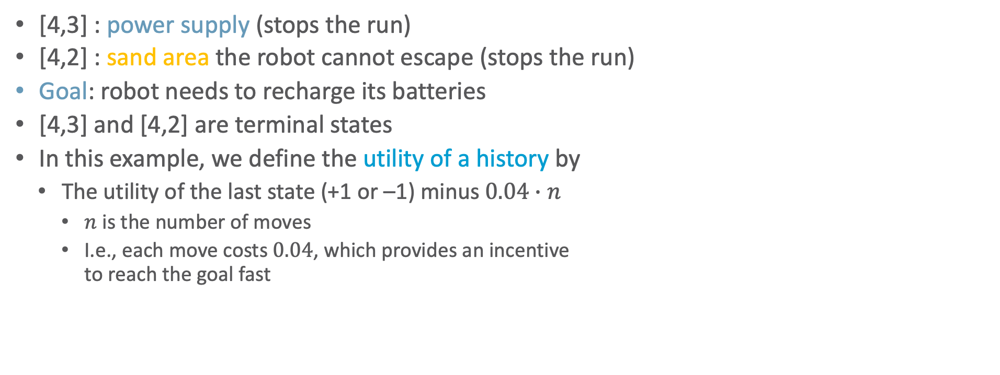 • [4,3] : power supply (stops the run)
• [4,2] : sand area the robot cannot escape (stops the run)
• Goal: robot needs to recharge its batteries
• [4,3] and [4,2] are terminal states
• In this example, we define the utility of a history by
• The utility of the last state (+1 or –1) minus 0.04 · n
• n is the number of moves
• I.e., each move costs 0.04, which provides an incentive
to reach the goal fast